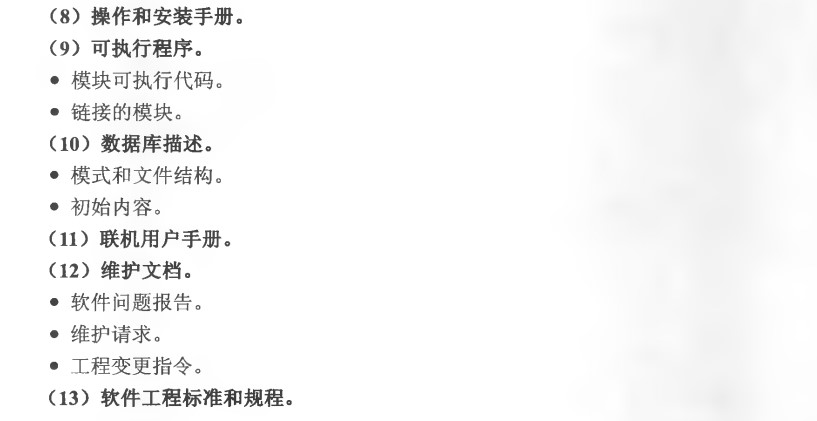 （8）操作和安装手册。
（9）可执行程序。
● 模块可执行代码。
● 链接的模块。
（10）数据库描述。
● 模式和文件结构。
● 初始内容。
（11）联机用户手册。
（12）维护文档。
● 软件问题报告。
● 维护请求。
● 工程变更指令。
（13）软件工程标准和规程。